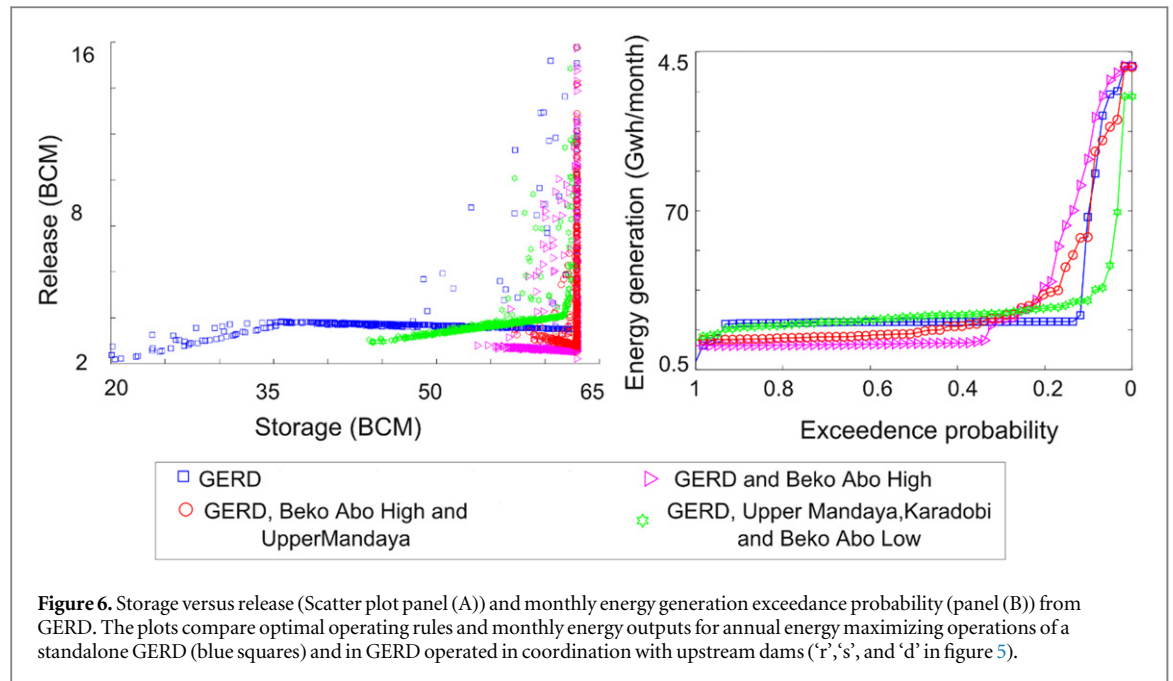 16
8
2
Release (BCM)
20
35
50
65
Storage (BCM)
4.5
70
0.5
Energy generation (Gwh/month)
1
0.8
0.6
0.4
0.2
0
Exceedence probability
GERD
GERD and Beko Abo High
GERD, Beko Abo High and
UpperMandaya
GERD, Upper Mandaya,Karadobi
and Beko Abo Low
Figure 6. Storage versus release (Scatter plot panel (A)) and monthly energy generation exceedance probability (panel (B)) from
GERD. The plots compare optimal operating rules and monthly energy outputs for annual energy maximizing operations of a
standalone GERD (blue squares) and in GERD operated in coordination with upstream dams (‘r’,‘s’, and ‘d’ in figure 5).